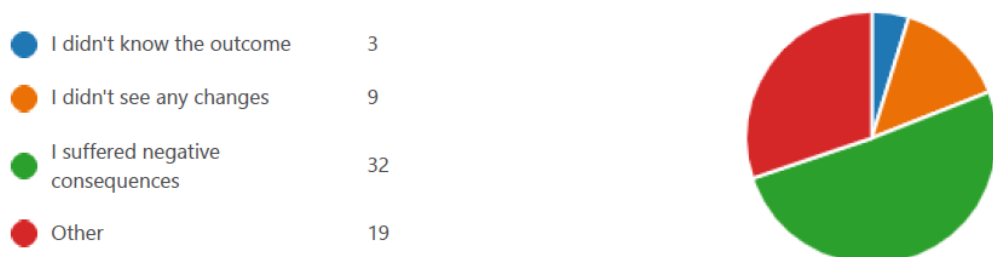 I didn't know the outcome 3
I didn't see any changes 9
I suffered negative
consequences 32
Other 19